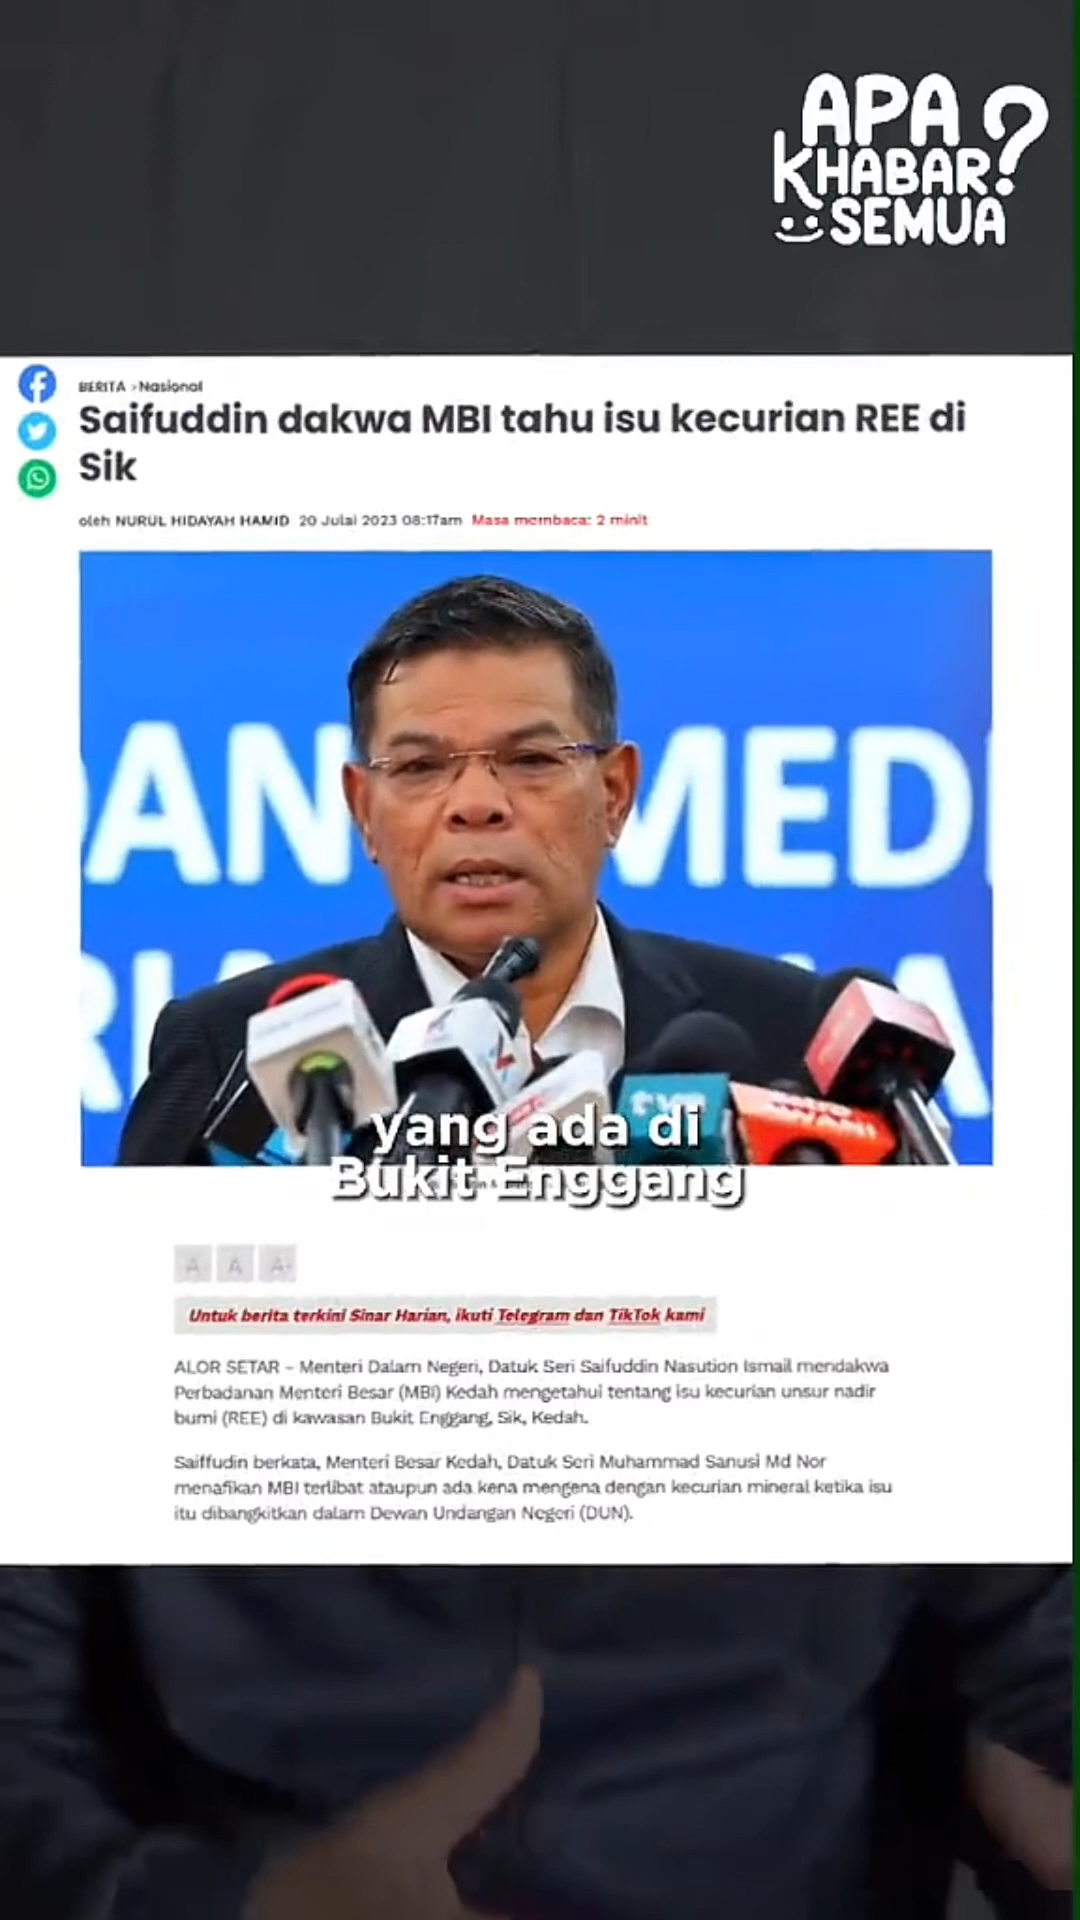 APA
KHABAR?
SEMUA
BERITA > Nasional
Saifuddin dakwa MBI tahu isu kecurian REE di
Sik
oleh NURUL HIDAYAH HAMID 20 Julai 2023 08:17am Masa membaca: 2 minit
DAN MEDI
RIA A
tv3
AWANI
yang ada di
Bukit Enggang
A- A A+
Untuk berita terkini Sinar Harian, ikuti Telegram dan TikTok kami
ALOR SETAR – Menteri Dalam Negeri, Datuk Seri Saifuddin Nasution Ismail mendakwa
Perbadanan Menteri Besar (MBI) Kedah mengetahui tentang isu kecurian unsur nadir
bumi (REE) di kawasan Bukit Enggang, Sik, Kedah.
Saiffudin berkata, Menteri Besar Kedah, Datuk Seri Muhammad Sanusi Md Nor
menafikan MBI terlibat ataupun ada kena mengena dengan kecurian mineral ketika isu
itu dibangkitkan dalam Dewan Undangan Negeri (DUN).